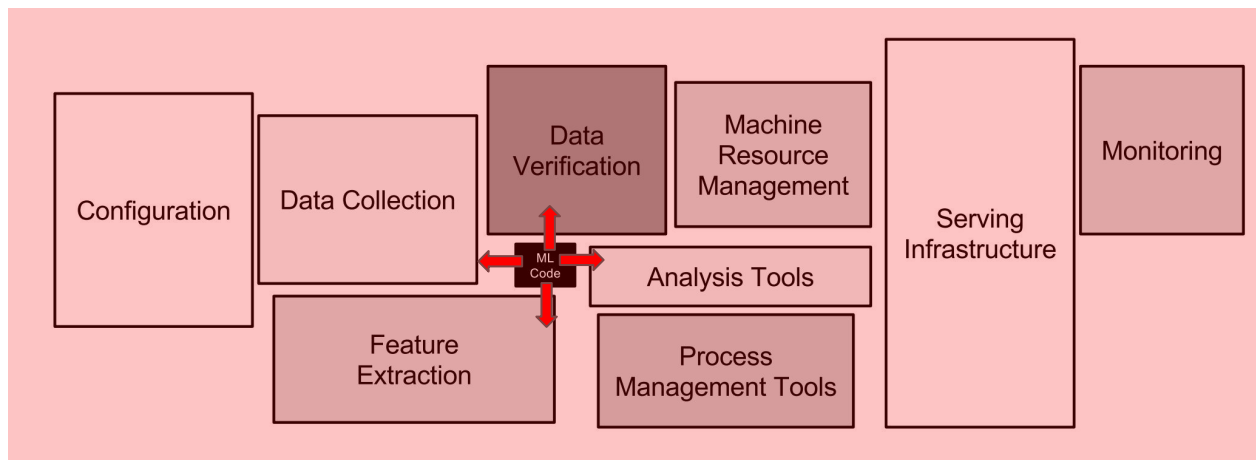 Configuration
Data Collection
Data
Verification
Machine
Resource
Management
Serving
Infrastructure
Monitoring
ML
Code
Analysis Tools
Feature
Extraction
Process
Management Tools